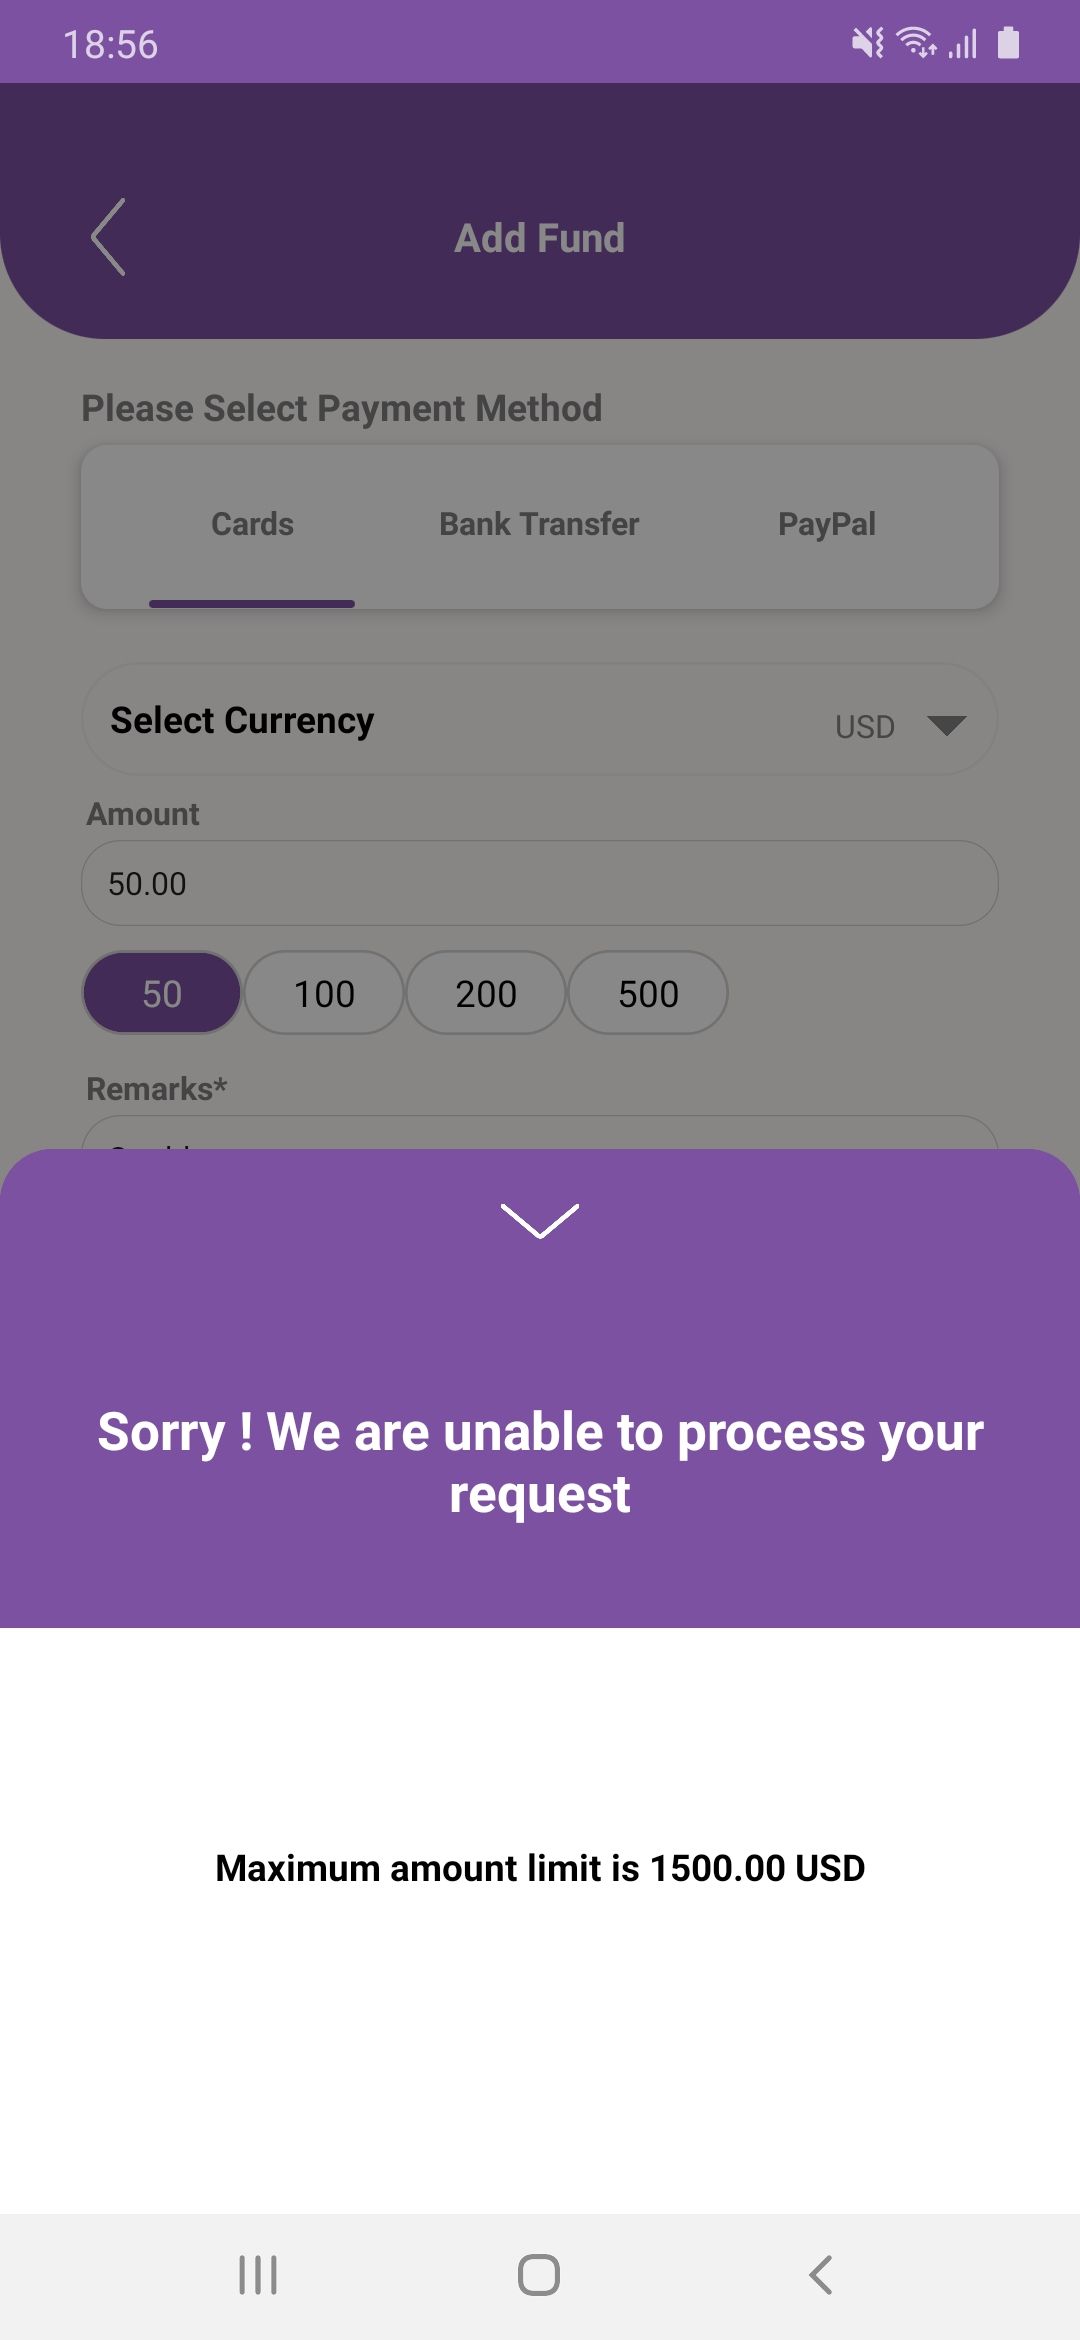 18:56
Add Fund
Please Select Payment Method
Cards Bank Transfer PayPal
Select Currency USD
Amount
50.00
50 100 200 500
Remarks*
Sorry ! We are unable to process your
request
Maximum amount limit is 1500.00 USD